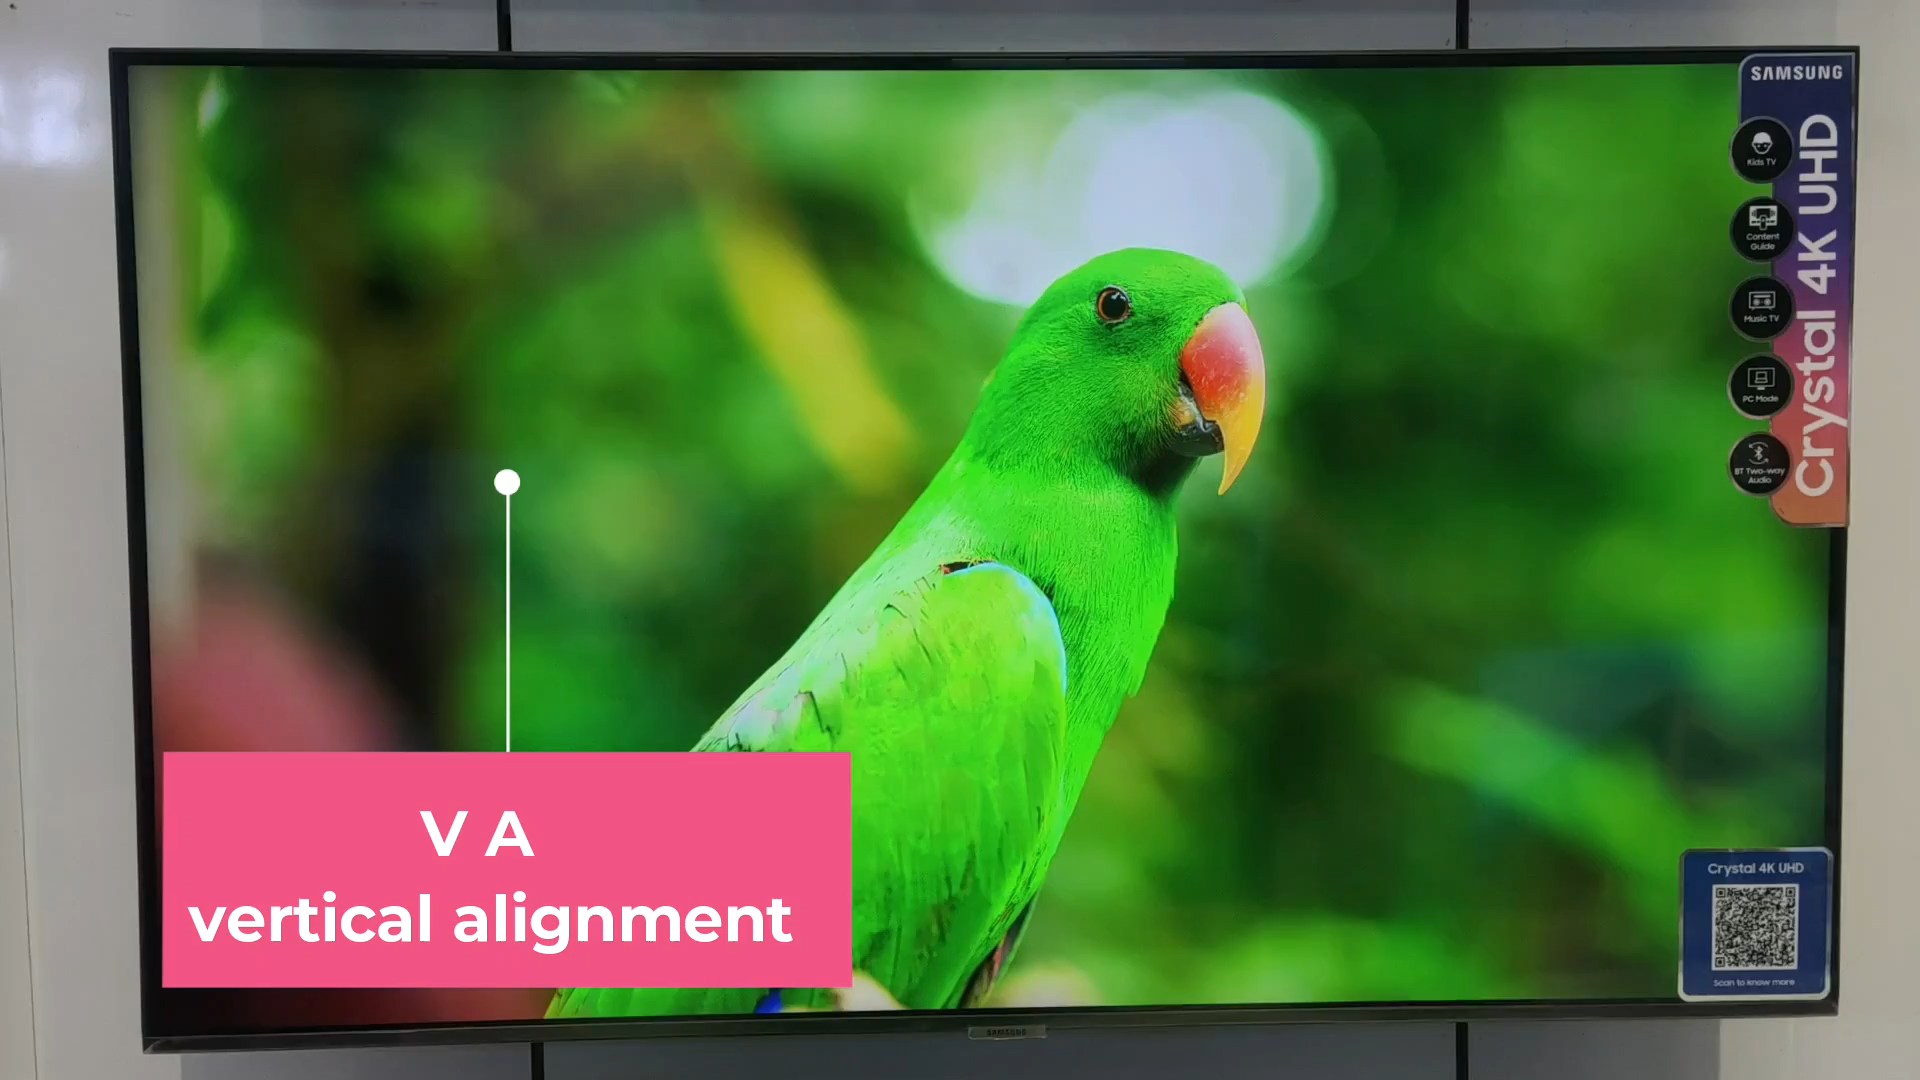 SAMSUNG
Crystal 4K UHD
Kids TV
Content
Guide
Music TV
PC Mode
BT Two-way
Audio
V A
vertical alignment
Crystal 4K UHD
Scan to know more
SAMSUNG